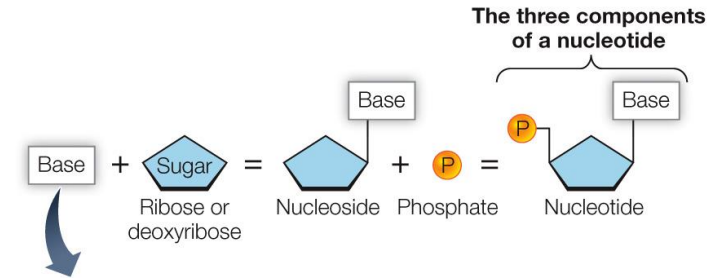 The three components
of a nucleotide
Base
Base
P
Base + Sugar = + P =
Ribose or
deoxyribose
Nucleoside
Phosphate
Nucleotide